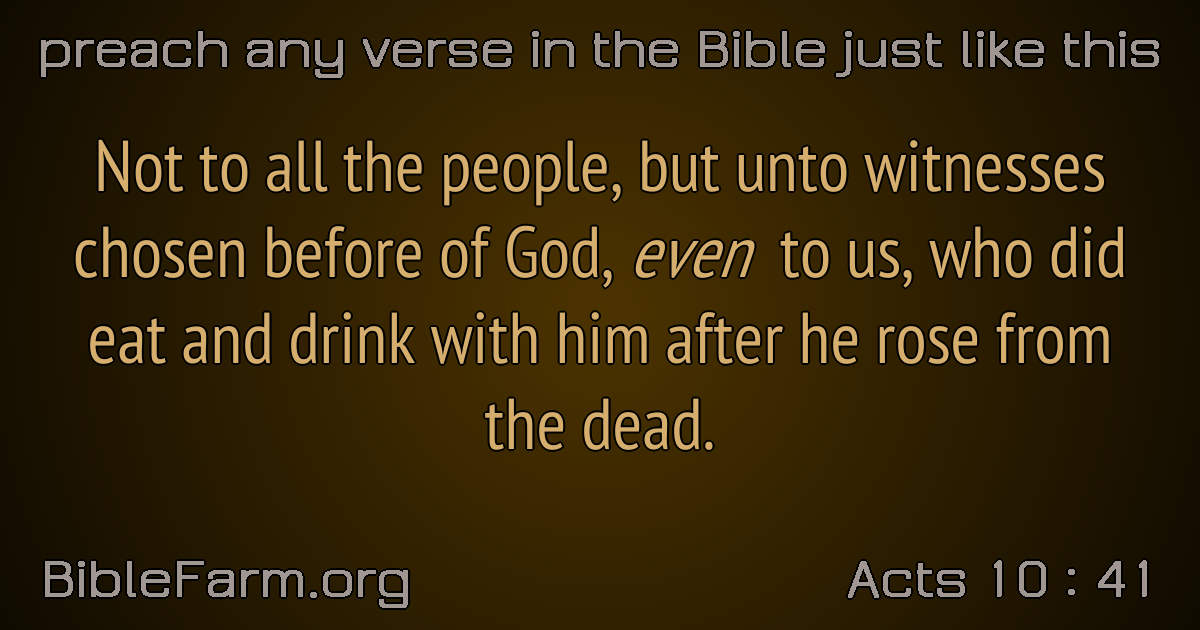 preach any verse in the Bible just like this
Not to all the people, but unto witnesses
chosen before of God, even to us, who did
eat and drink with him after he rose from
the dead.
BibleFarm.org
Acts 10 : 41